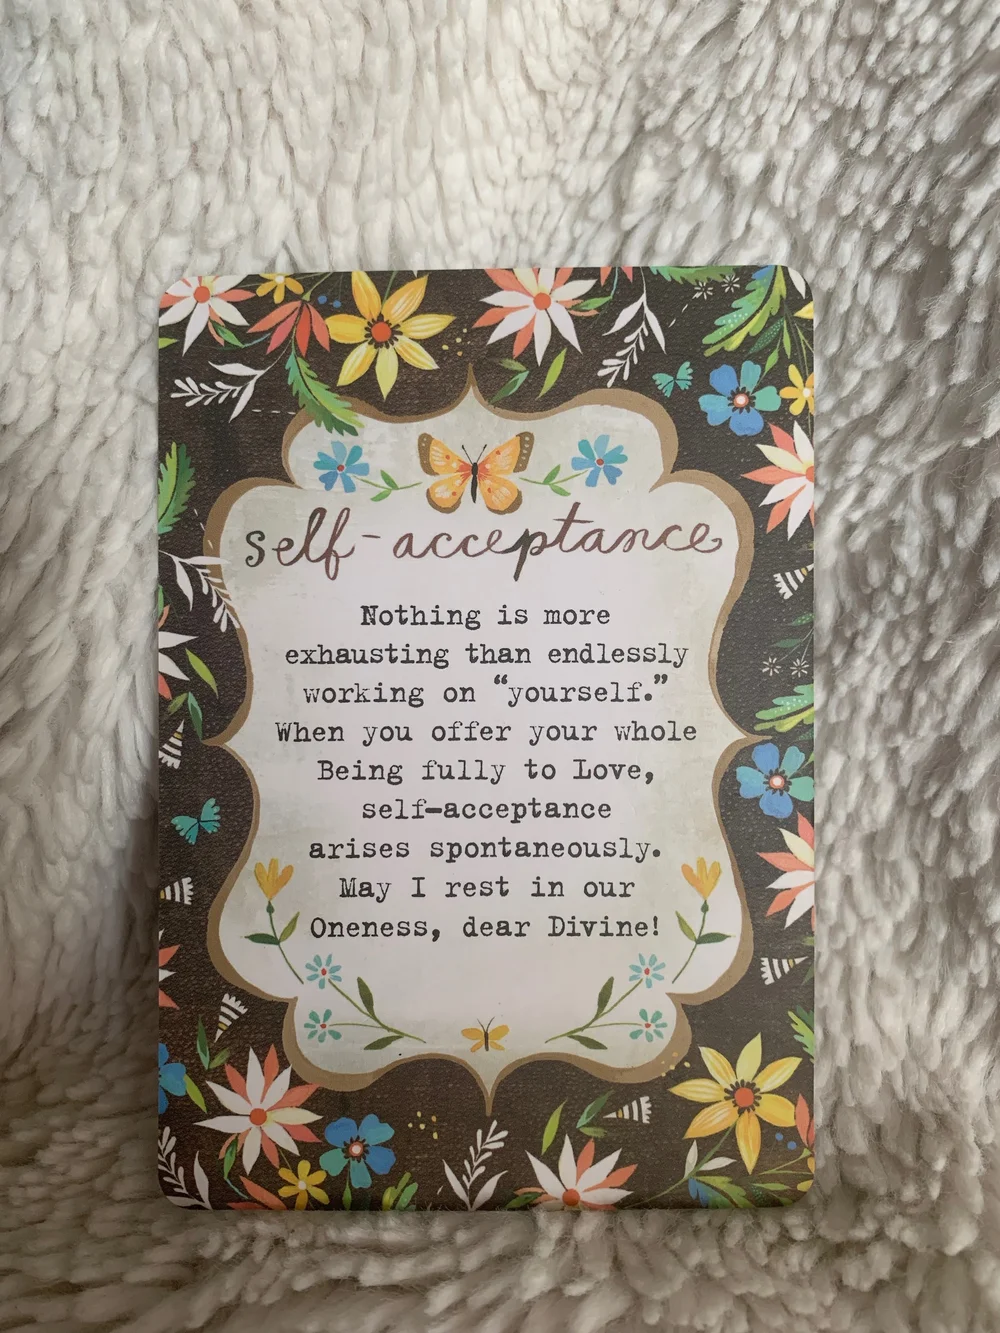 self-acceptance
Nothing is more
exhausting than endlessly
working on “yourself.”
When you offer your whole
Being fully to Love,
self-acceptance
arises spontaneously.
May I rest in our
Oneness, dear Divine!